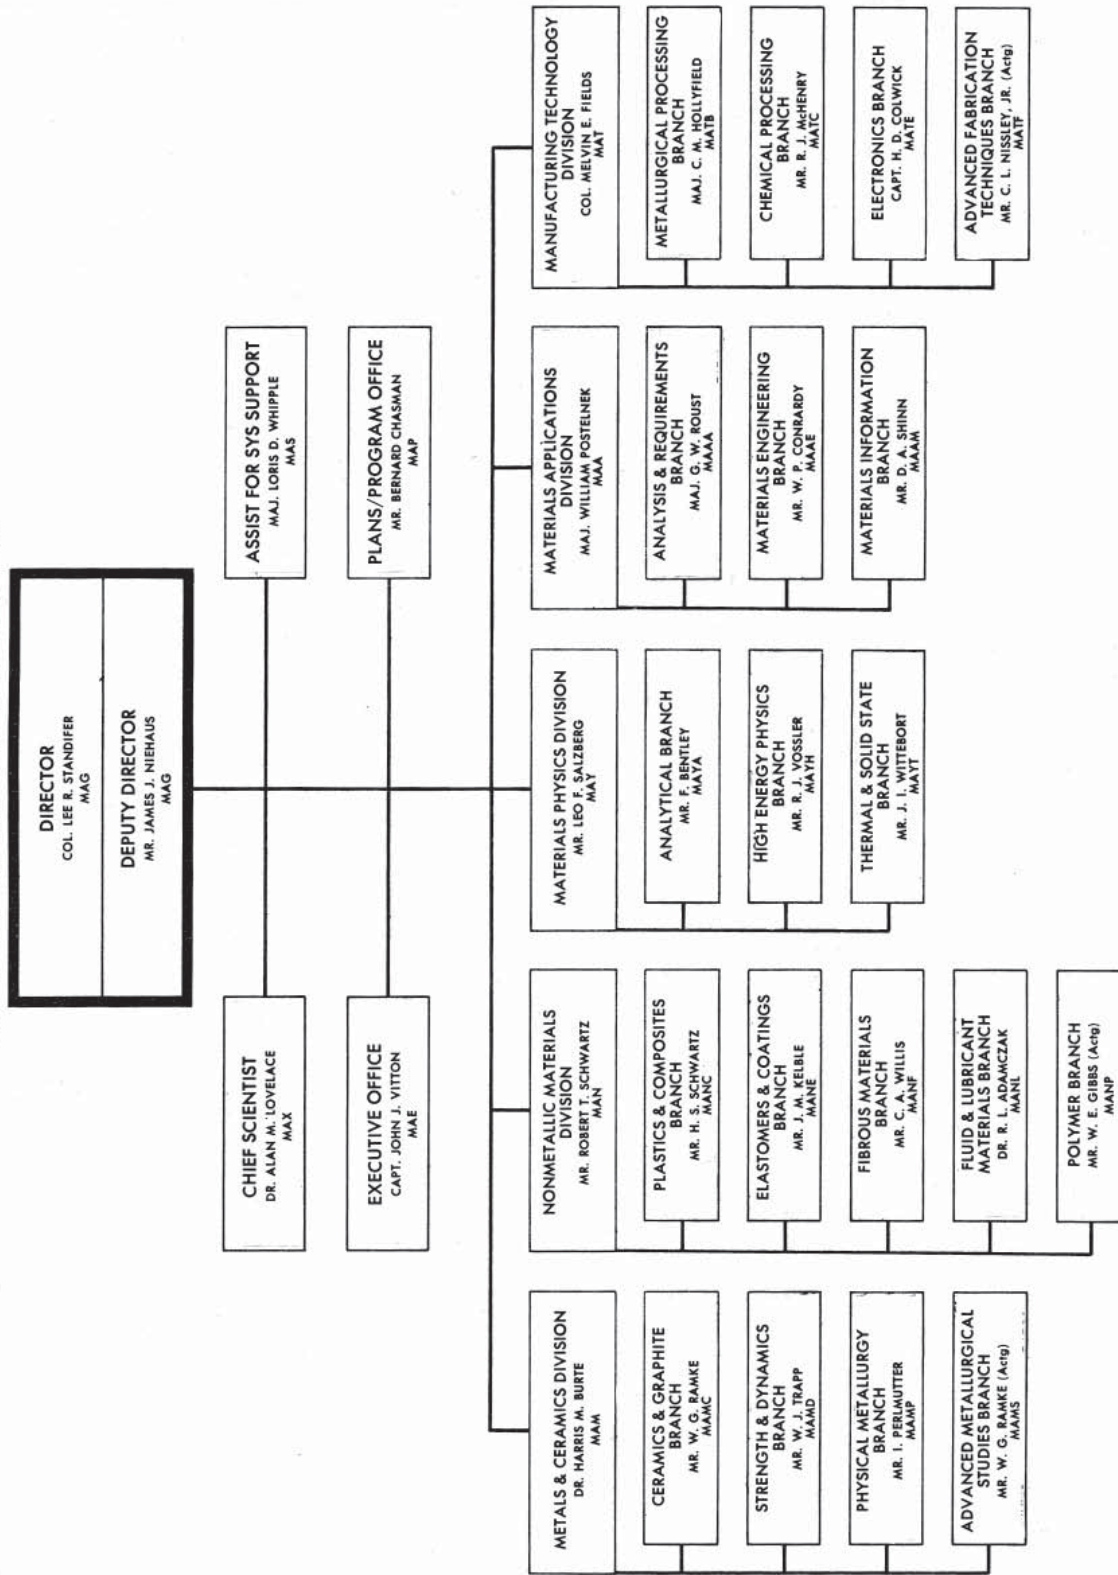 DIRECTOR
COL. LEE R. STANDIFER
MAG
DEPUTY DIRECTOR
MR. JAMES J. NIEHAUS
MAG
CHIEF SCIENTIST
DR. ALAN M. LOVELACE
MAX
ASSIST FOR SYS SUPPORT
MAJ. LORIS D. WHIPPLE
MAS
EXECUTIVE OFFICE
CAPT. JOHN J. VITTON
MAE
PLANS/PROGRAM OFFICE
MR. BERNARD CHASMAN
MAP
METALS & CERAMICS DIVISION
DR. HARRIS M. BURTE
MAM
CERAMICS & GRAPHITE
BRANCH
MR. W. G. RAMKE
MAMC
STRENGTH & DYNAMICS
BRANCH
MR. W. J. TRAPP
MAMD
PHYSICAL METALLURGY
BRANCH
MR. I. PERLMUTTER
MAMP
ADVANCED METALLURGICAL
STUDIES BRANCH
MR. W. G. RAMKE (Actg)
MAMS
NONMETALLIC MATERIALS
DIVISION
MR. ROBERT T. SCHWARTZ
MAN
PLASTICS & COMPOSITES
BRANCH
MR. H. S. SCHWARTZ
MANC
ELASTOMERS & COATINGS
BRANCH
MR. J. M. KELBLE
MANE
FIBROUS MATERIALS
BRANCH
MR. C. A. WILLIS
MANF
FLUID & LUBRICANT
MATERIALS BRANCH
DR. R. L. ADAMCZAK
MANL
POLYMER BRANCH
MR. W. E. GIBBS (Actg)
MANP
MATERIALS PHYSICS DIVISION
MR. LEO F. SALZBERG
MAY
ANALYTICAL BRANCH
MR. F. BENTLEY
MAYA
HIGH ENERGY PHYSICS
BRANCH
MR. R. J. VOSSLER
MAYH
THERMAL & SOLID STATE
BRANCH
MR. J. I. WITTEBORT
MAYT
MATERIALS APPLICATIONS
DIVISION
MAJ. WILLIAM POSTELNEK
MAA
ANALYSIS & REQUIREMENTS
BRANCH
MAJ. G. W. ROUST
MAAA
MATERIALS ENGINEERING
BRANCH
MR. W. P. CONRARDY
MAAE
MATERIALS INFORMATION
BRANCH
MR. D. A. SHINN
MAAM
MANUFACTURING TECHNOLOGY
DIVISION
COL. MELVIN E. FIELDS
MAT
METALLURGICAL PROCESSING
BRANCH
MAJ. C. M. HOLLYFIELD
MATB
CHEMICAL PROCESSING
BRANCH
MR. R. J. McHENRY
MATC
ELECTRONICS BRANCH
CAPT. H. D. COLWICK
MATE
ADVANCED FABRICATION
TECHNIQUES BRANCH
MR. C. L. NISSLEY, JR. (Actg)
MATF